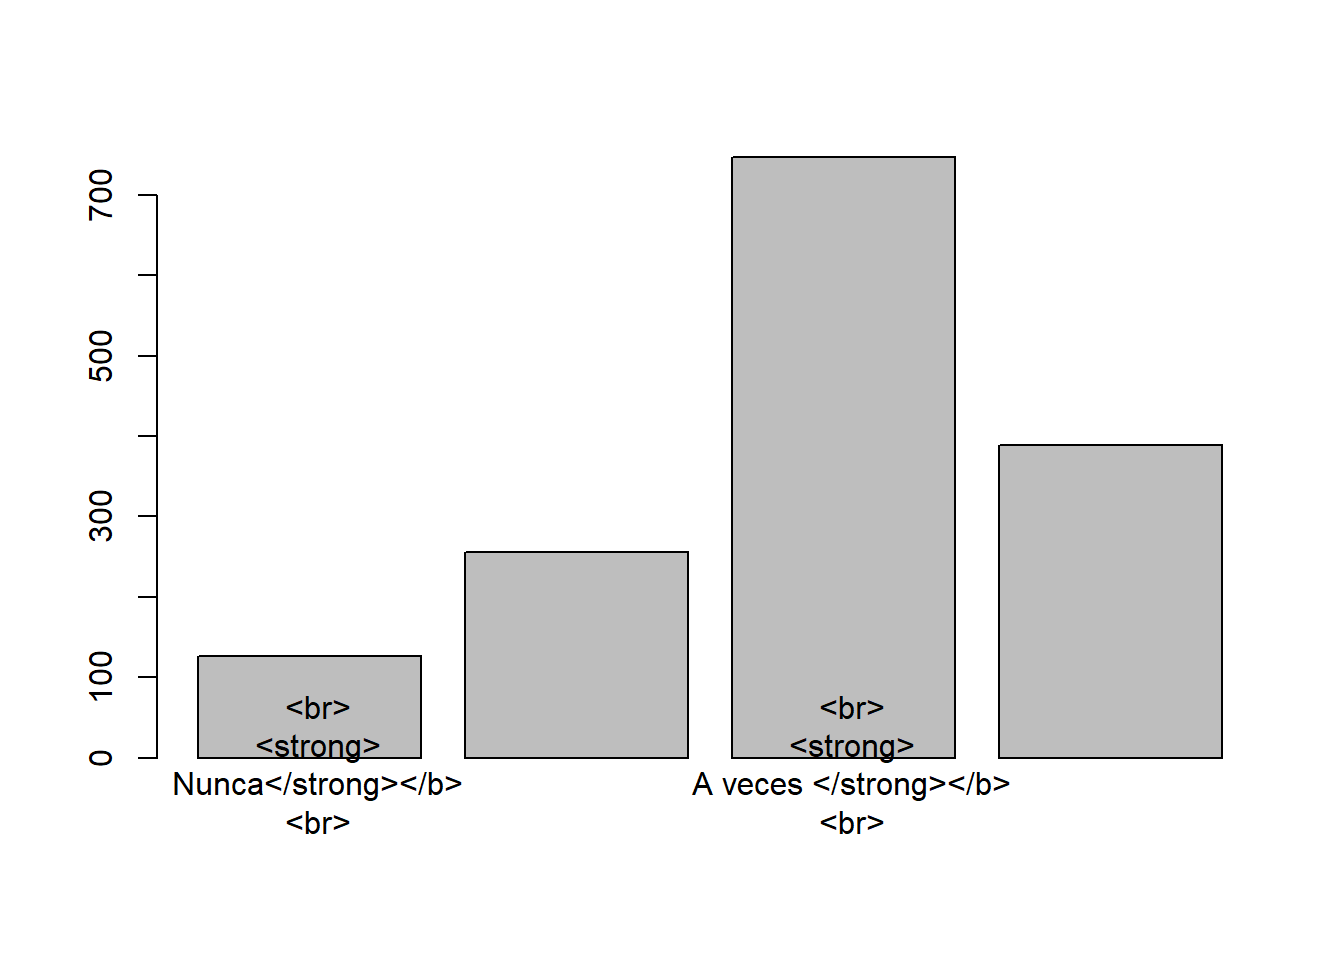 700
500
300
100
0
<br>
<strong>
Nunca</strong></b>
<br>
<br>
<strong>
A veces </strong></b>
<br>